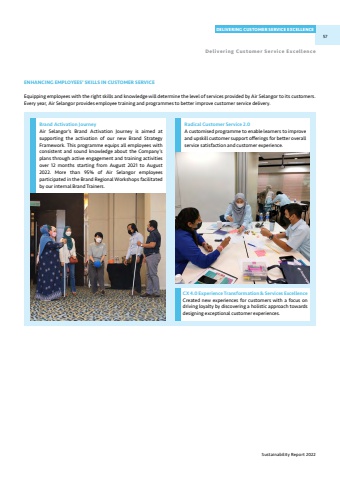 DELIVERING CUSTOMER SERVICE EXCELLENCE
57
Delivering Customer Service Excellence
ENHANCING EMPLOYEES' SKILLS IN CUSTOMER SERVICE
Equipping employees with the right skills and knowledge will determine the level of services provided by Air Selangor to its customers.
Every year, Air Selangor provides employee training and programmes to better improve customer service delivery.
Brand Activation Journey
Air Selangor's Brand Activation Journey is aimed at
supporting the activation of our new Brand Strategy
Framework. This programme equips all employees with
consistent and sound knowledge about the Company's
plans through active engagement and training activities
over 12 months starting from August 2021 to August
2022. More than 95% of Air Selangor employees
participated in the Brand Regional Workshops facilitated
by our internal Brand Trainers.
Radical Customer Service 2.0
A customised programme to enable learners to improve
and upskill customer support offerings for better overall
service satisfaction and customer experience.
CX 4.0 Experience Transformation & Services Excellence
Created new experiences for customers with a focus on
driving loyalty by discovering a holistic approach towards
designing exceptional customer experiences.
Sustainability Report 2022